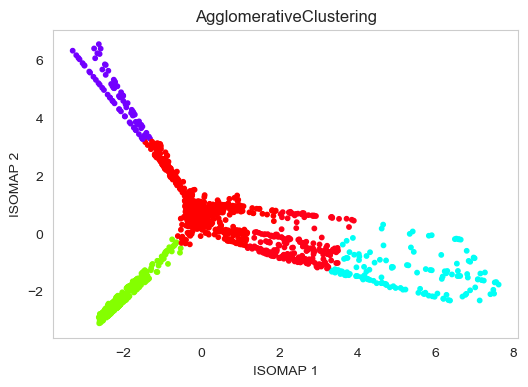 AgglomerativeClustering
6
4
2
0
−2
ISOMAP 2
−2 0 2 4 6 8
ISOMAP 1